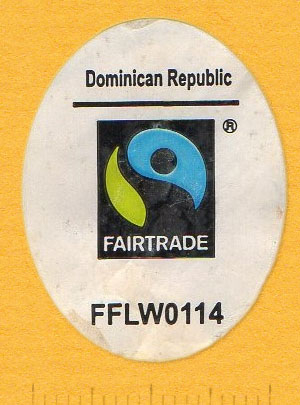 Dominican Republic
®
FAIRTRADE
FFLW0114